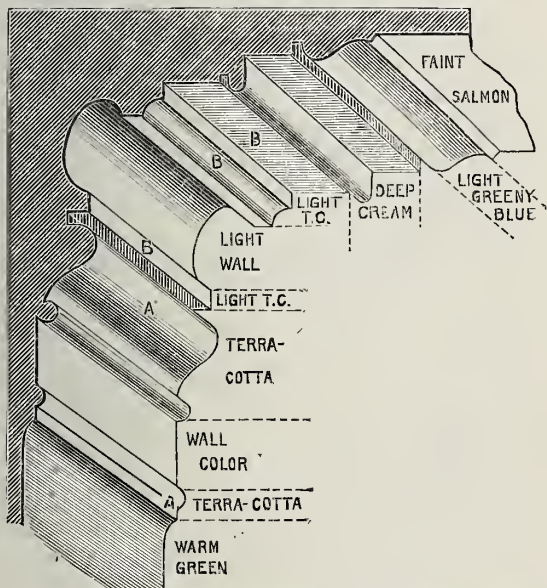 FAINT
SALMON
B
B
LIGHT
GREENY-
BLUE
DEEP
CREAM
LIGHT
T.C.
LIGHT
WALL
B
LIGHT T.C.
A
TERRA-
COTTA
WALL
COLOR
A
TERRA-COTTA
WARM
GREEN